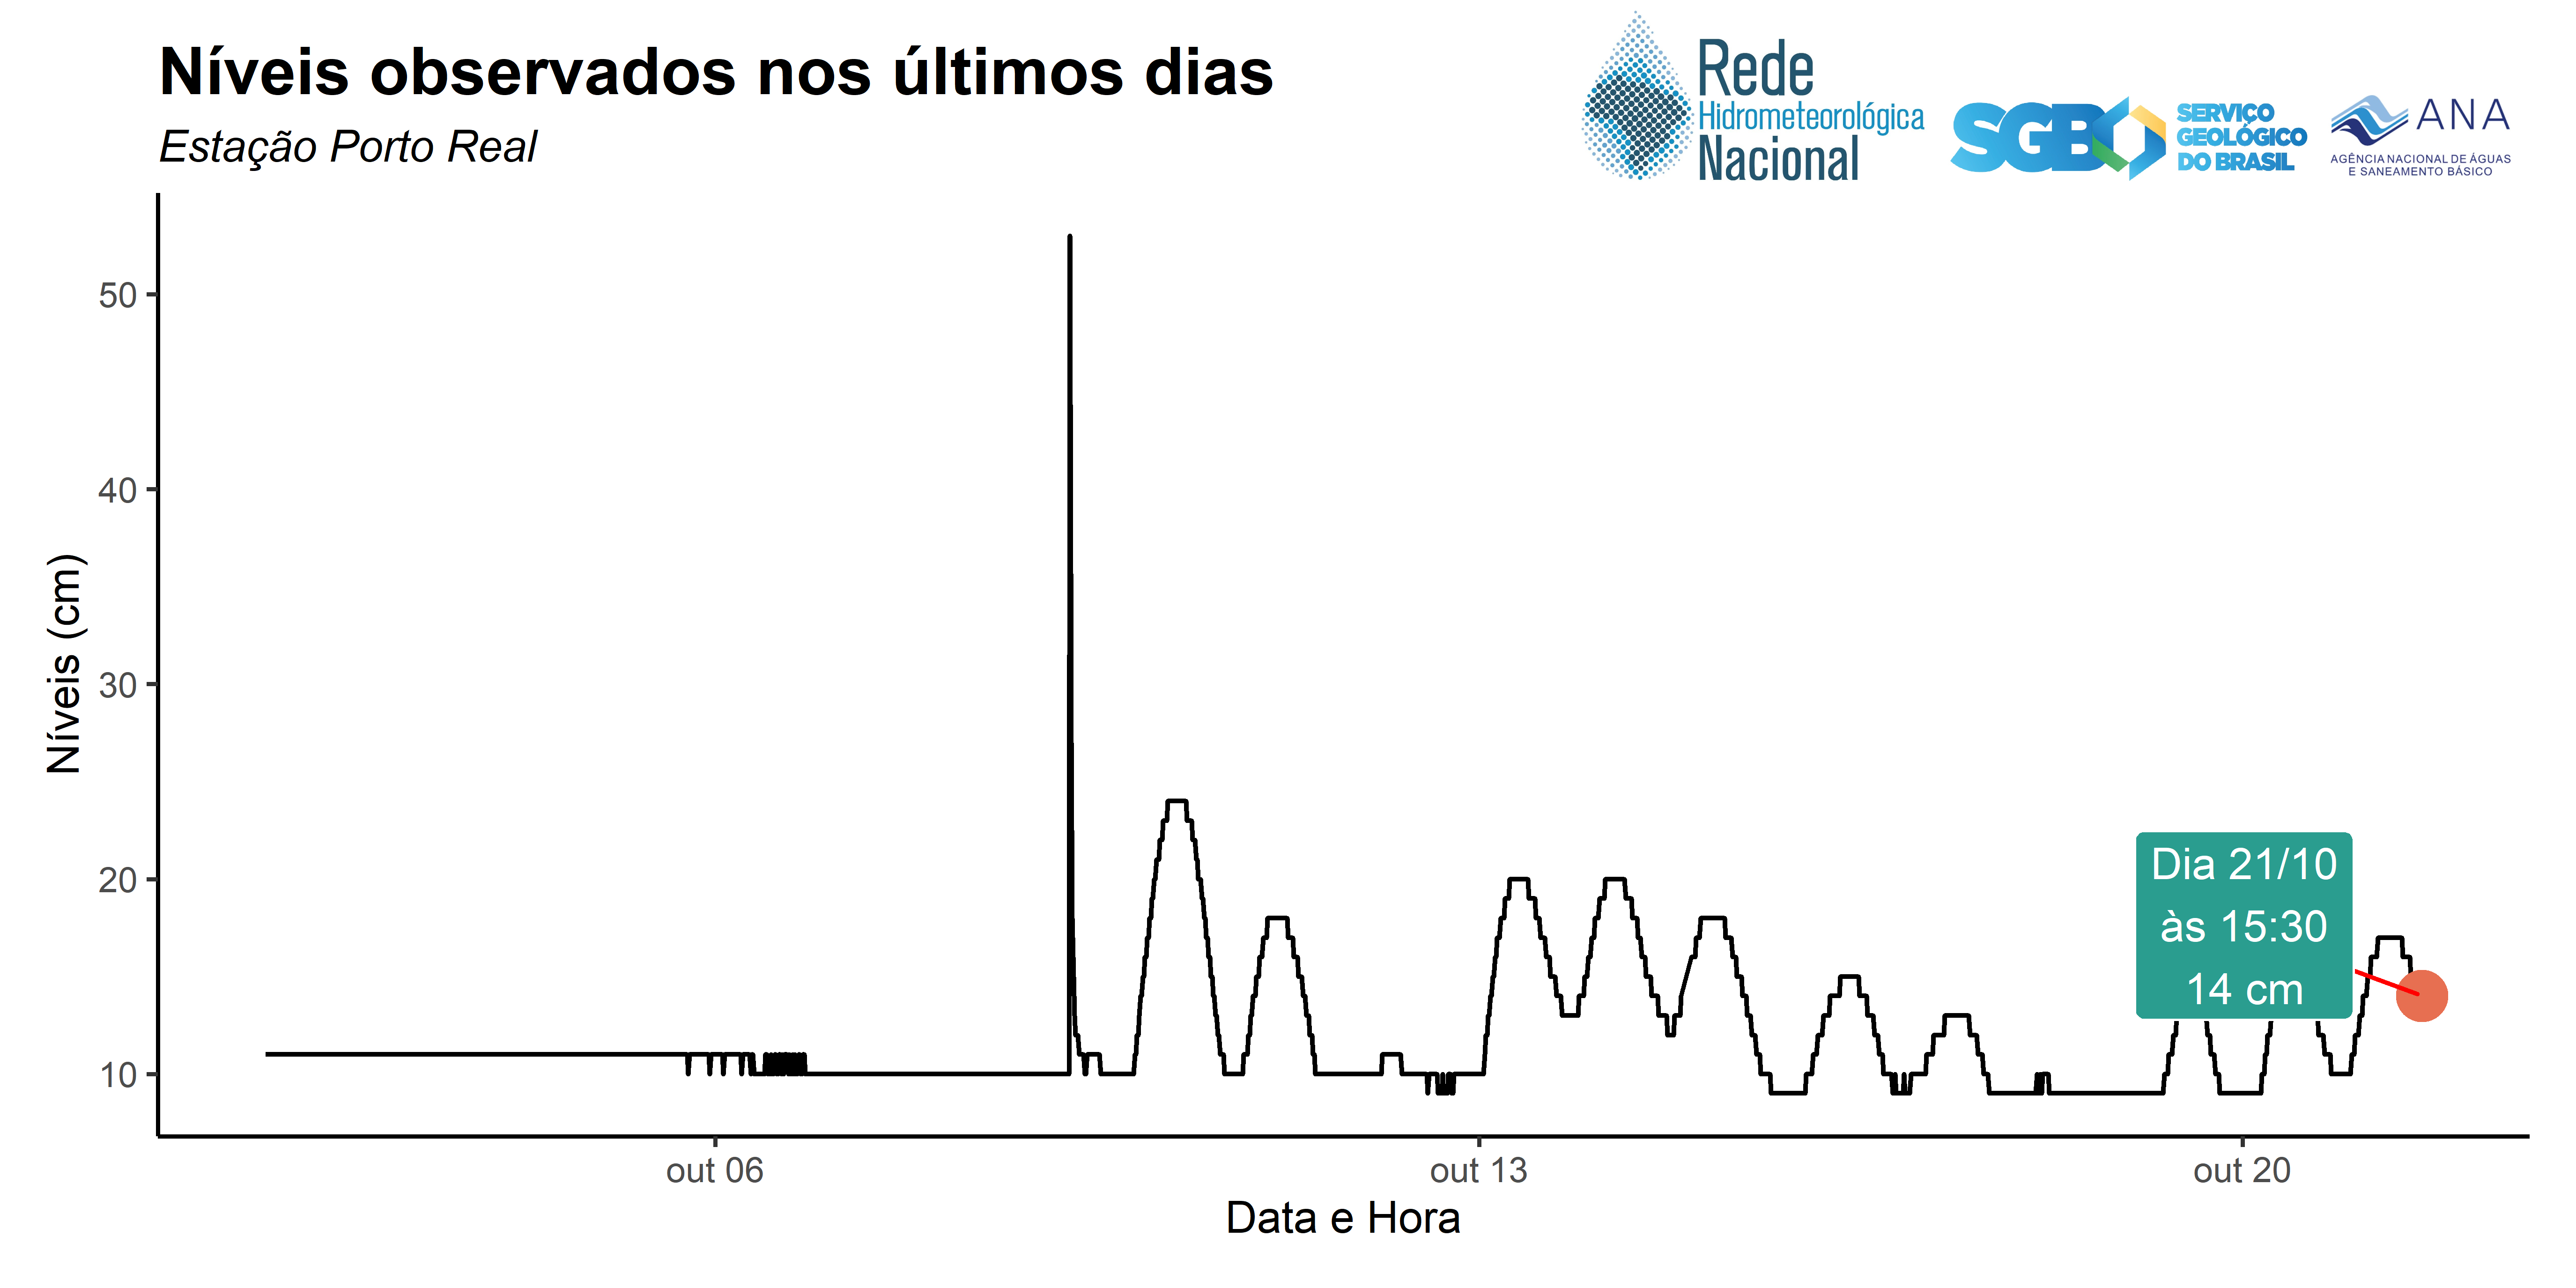 Níveis observados nos últimos dias
Estação Porto Real
Rede
Hidrometeorológica
Nacional
SGB
SERVIÇO
GEOLÓGICO
DO BRASIL
ANA
AGÊNCIA NACIONAL DE ÁGUAS
E SANEAMENTO BÁSICO
Níveis (cm)
50
40
30
20
10
Dia 21/10
às 15:30
14 cm
out 06
out 13
out 20
Data e Hora